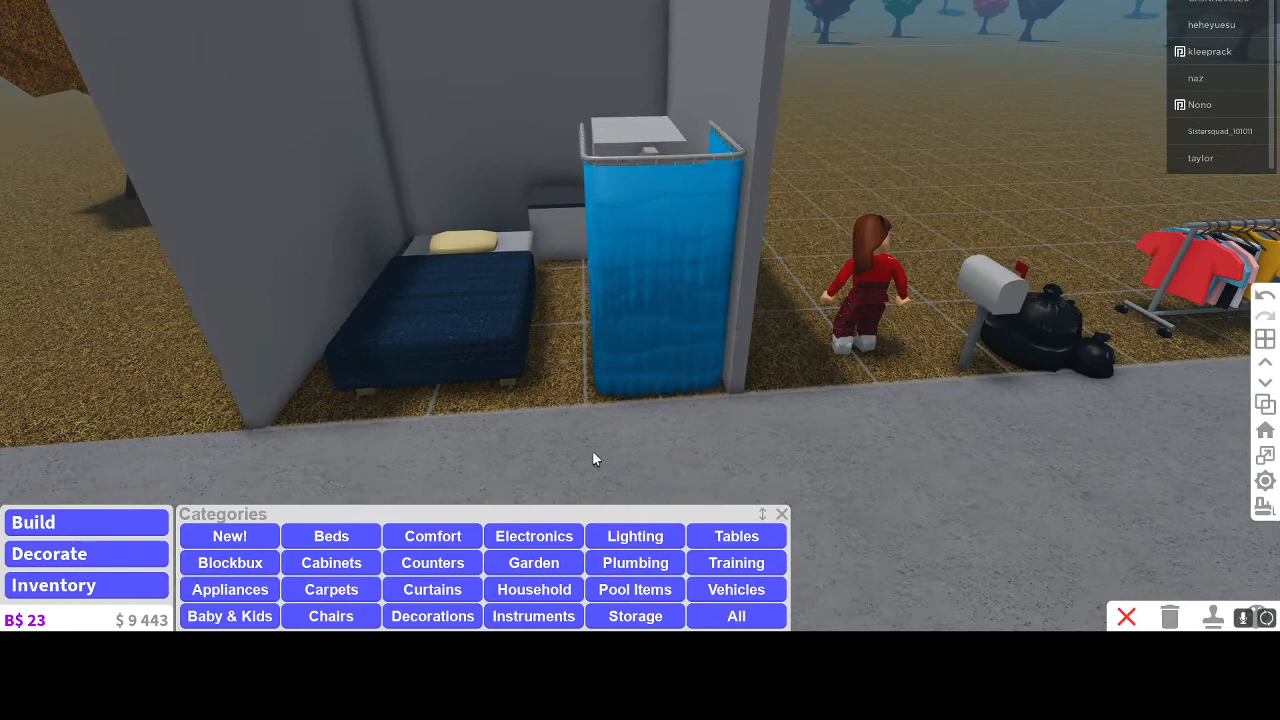 heheyuesu
kleeprack
naz
Nono
Sistersquad_101011
taylor
Build
Decorate
Inventory
B$ 23 $ 9 443
Categories
New! Beds Comfort Electronics Lighting Tables
Blockbux Cabinets Counters Garden Plumbing Training
Appliances Carpets Curtains Household Pool Items Vehicles
Baby & Kids Chairs Decorations Instruments Storage All